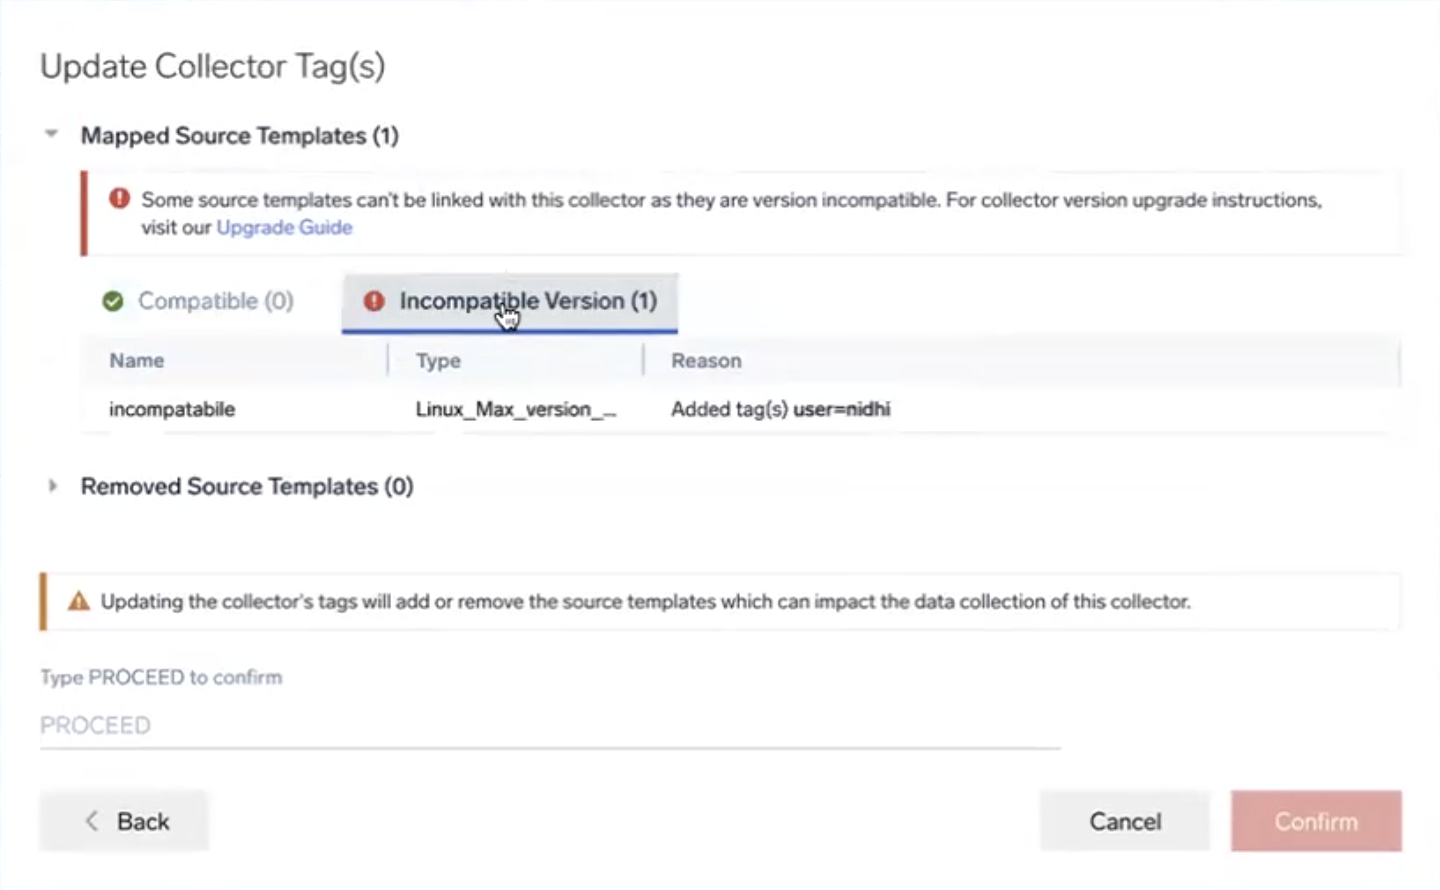 Update Collector Tag(s)
Mapped Source Templates (1)
Some source templates can't be linked with this collector as they are version incompatible. For collector version upgrade instructions,
visit our Upgrade Guide
Compatible (0)
Incompatible Version (1)
Name Type Reason
incompatabile Linux_Max_version_... Added tag(s) user=nidhi
Removed Source Templates (0)
Updating the collector's tags will add or remove the source templates which can impact the data collection of this collector.
Type PROCEED to confirm
PROCEED
Back
Cancel
Confirm